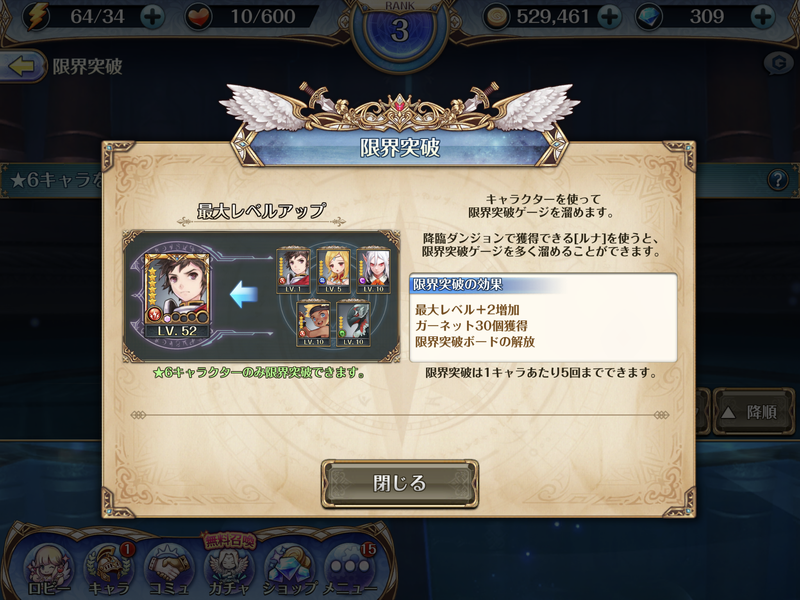 64/34
10/600
RANK
3
529,461
309
限界突破
限界突破
★6キャラを
最大レベルアップ
LV. 52
LV. 1
LV. 5
LV. 10
LV. 10
LV. 10
★6キャラクターのみ限界突破できます。
キャラクターを使って
限界突破ゲージを溜めます。
降臨ダンジョンで獲得できる[ルナ]を使うと、
限界突破ゲージを多く溜めることができます。
限界突破の効果
最大レベル+2増加
ガーネット30個獲得
限界突破ボードの解放
限界突破は1キャラあたり5回までできます。
▲ 降順
閉じる
無料召喚
1
15
ロビー
キャラ
コミュ
ガチャ
ショップ
メニュー